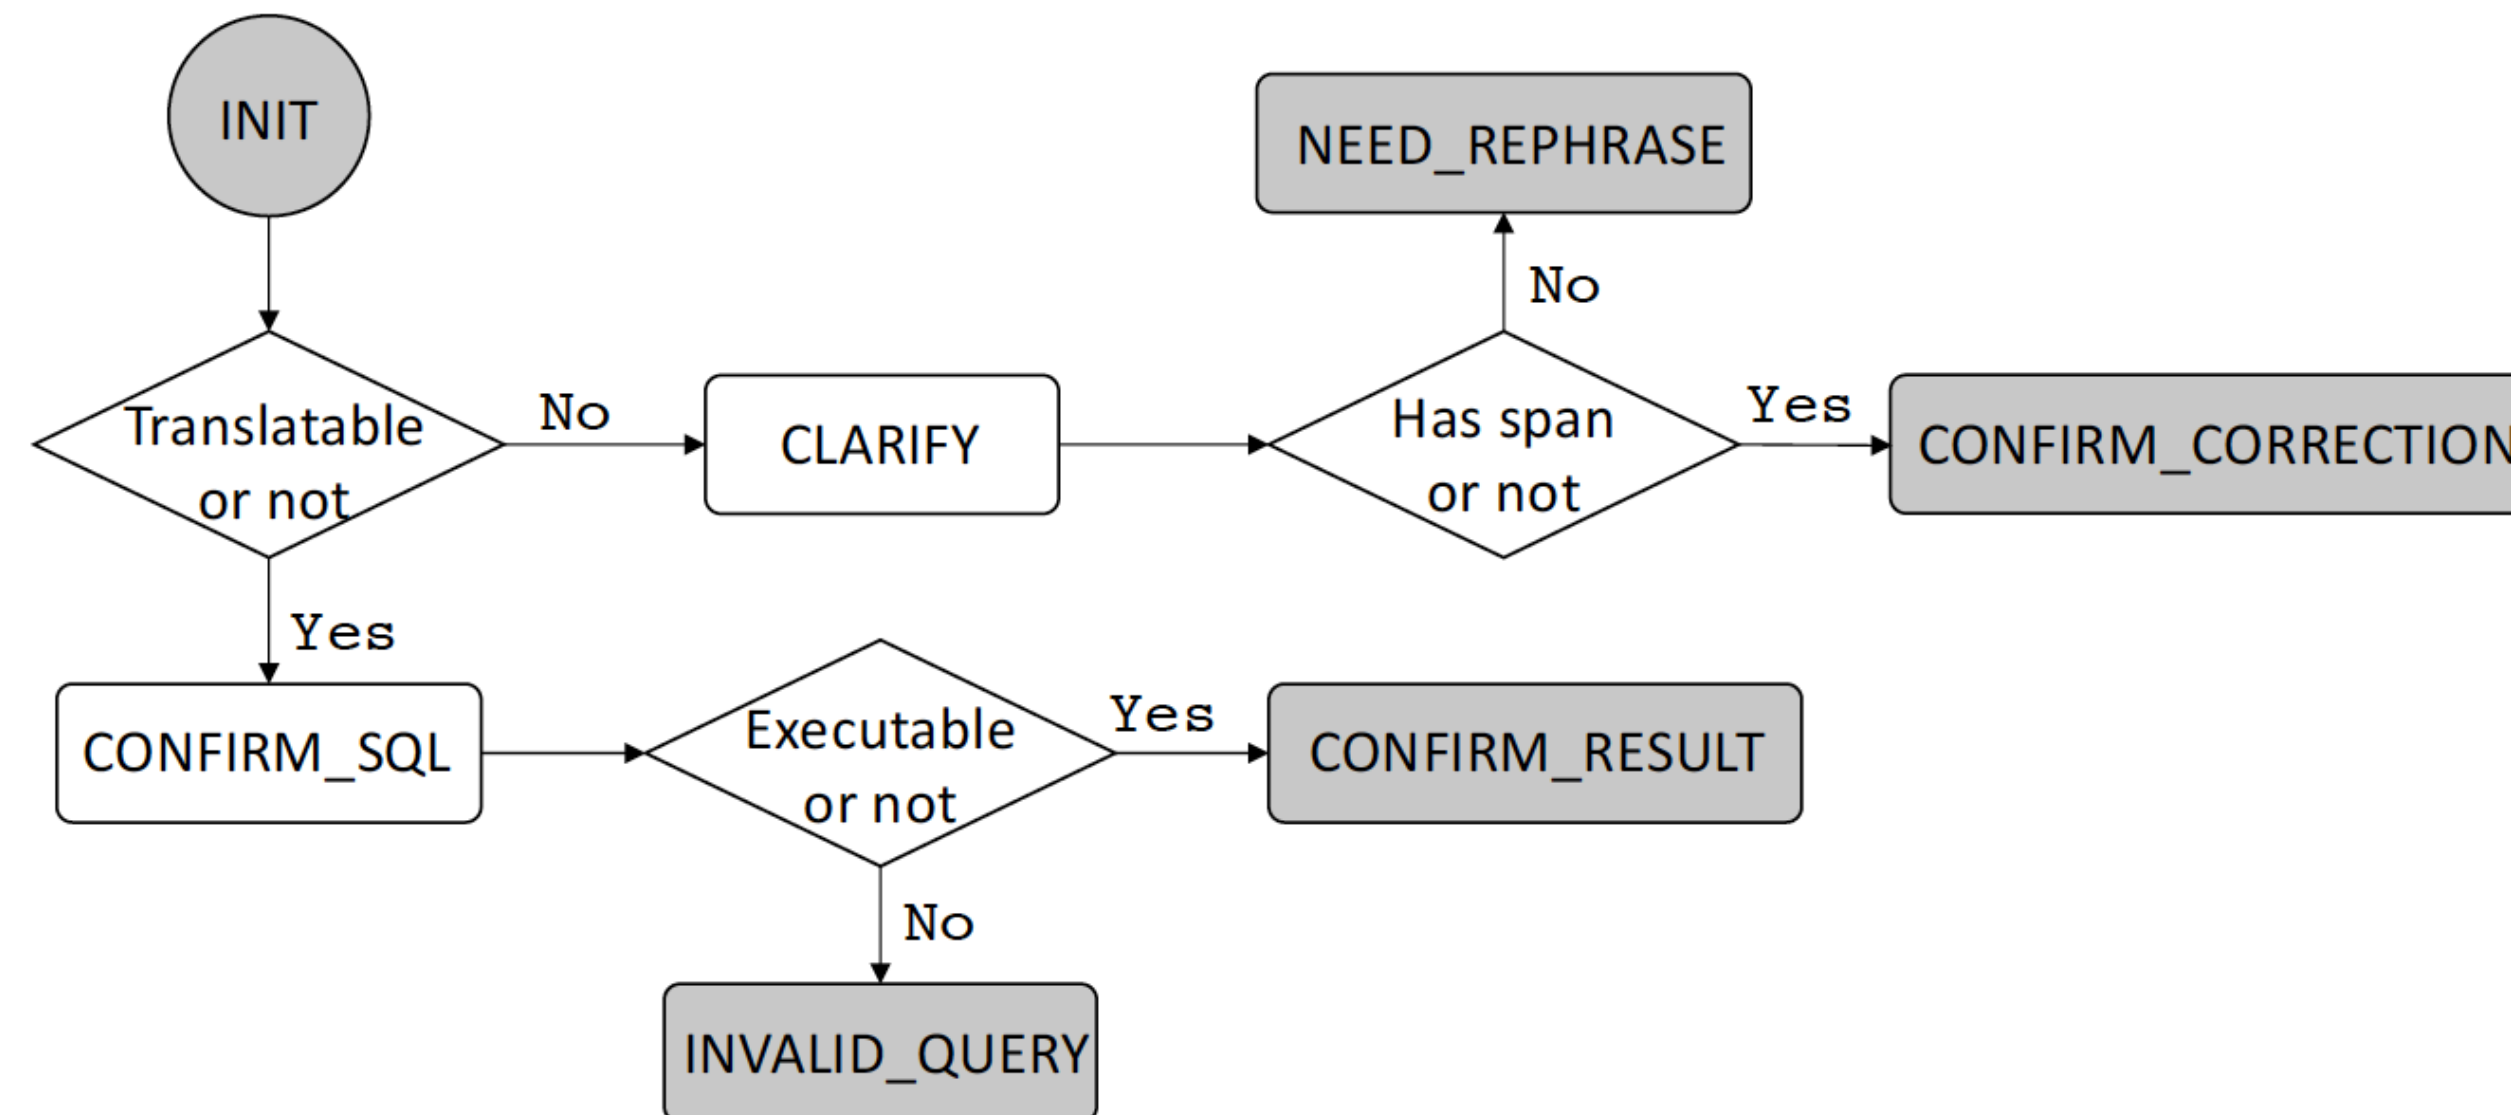 INIT
NEED_REPHRASE
No
Translatable
or not
No
CLARIFY
Has span
or not
Yes
CONFIRM_CORRECTION
Yes
CONFIRM_SQL
Executable
or not
Yes
CONFIRM_RESULT
No
INVALID_QUERY